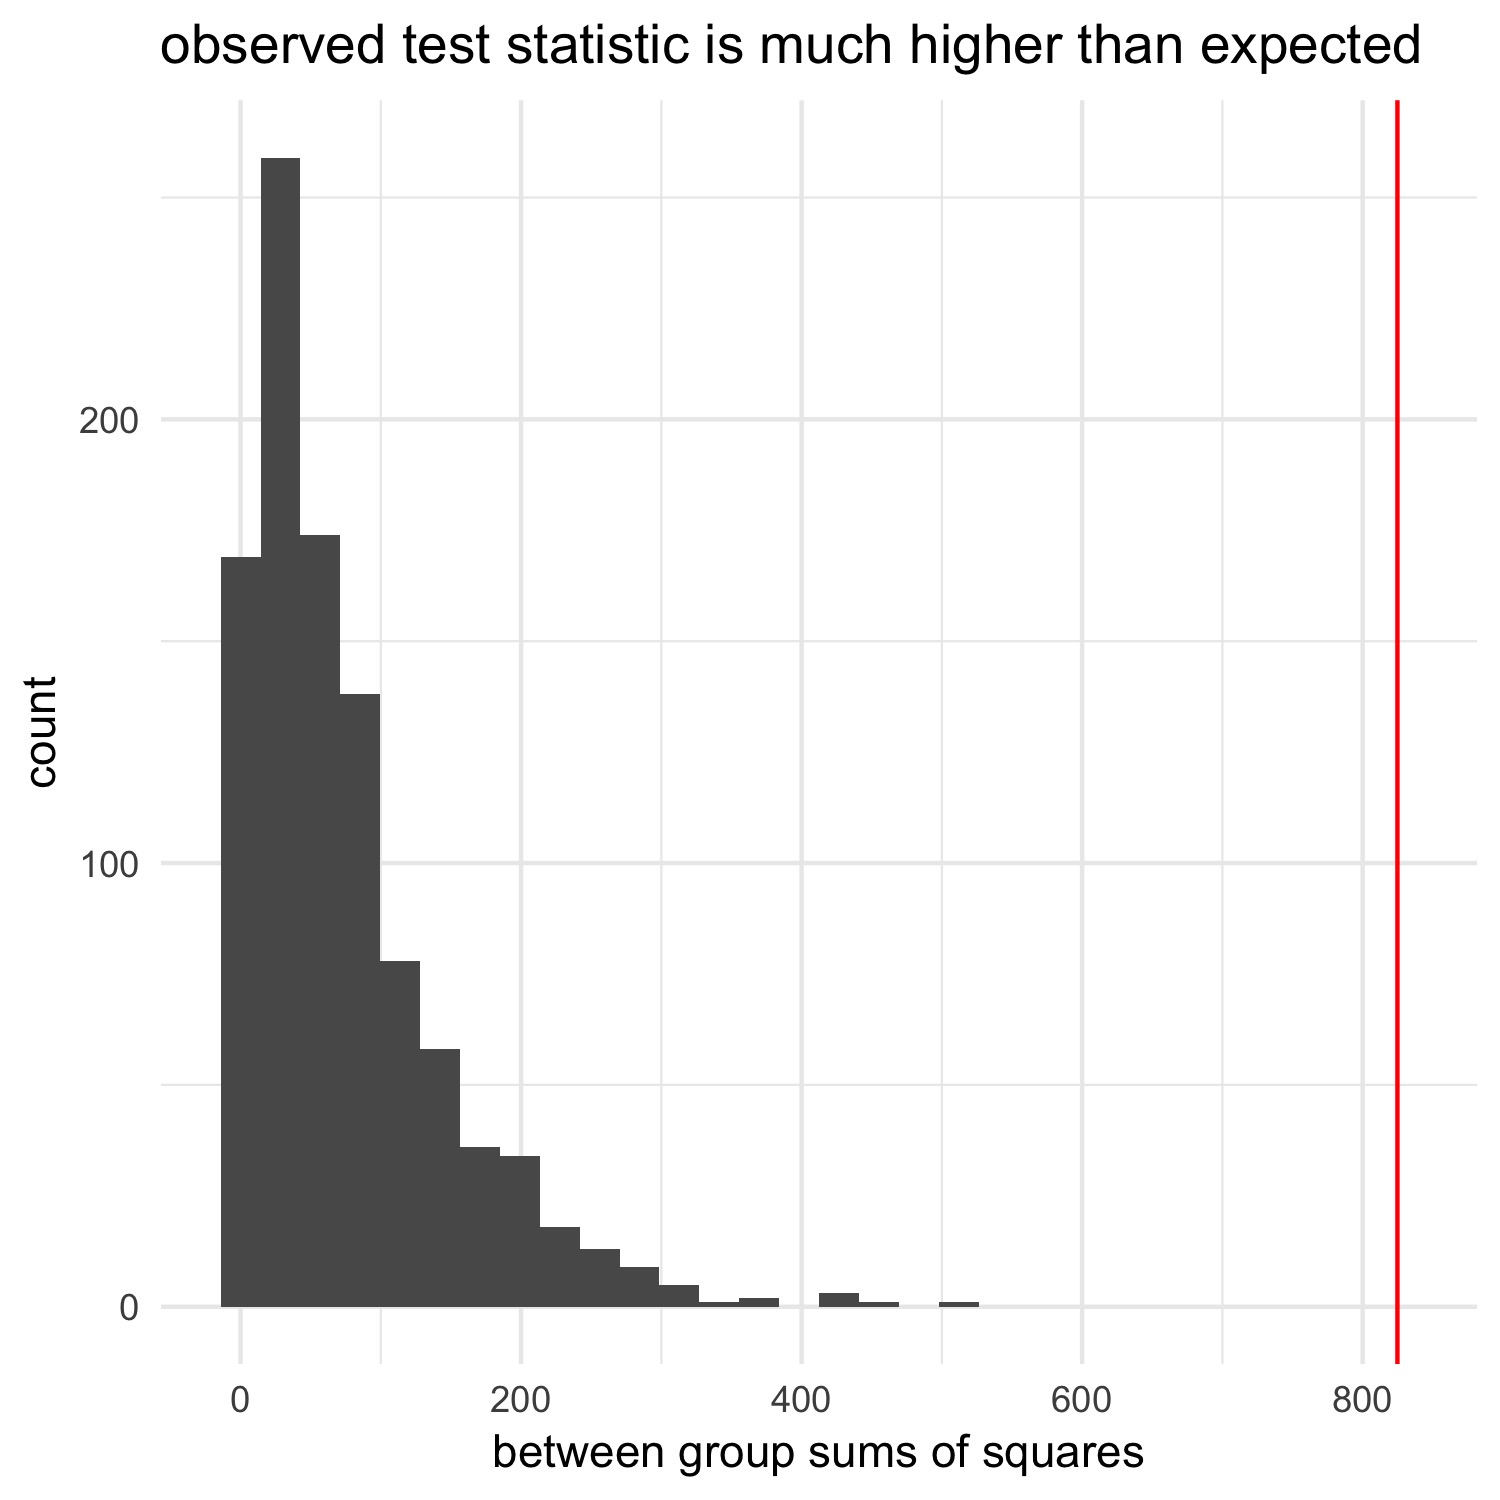 observed test statistic is much higher than expected
200
100
0
count
0 200 400 600 800
between group sums of squares